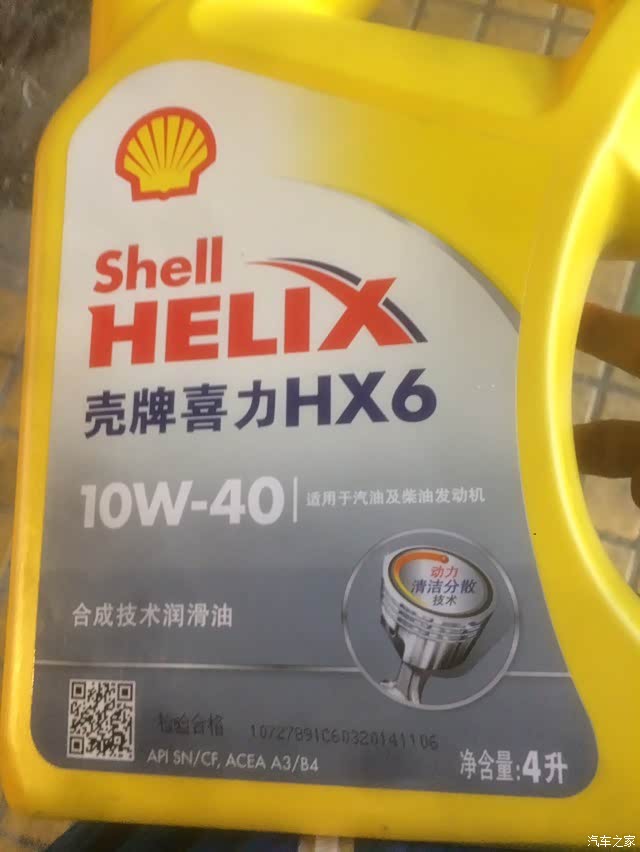 Shell
HELIX
壳牌喜力HX6
10W-40
适用于汽油及柴油发动机
动力
清洁分散
技术
合成技术润滑油
检验合格 10727891C60320141106
API SN/CF, ACEA A3/B4
净含量:4升
汽车之家